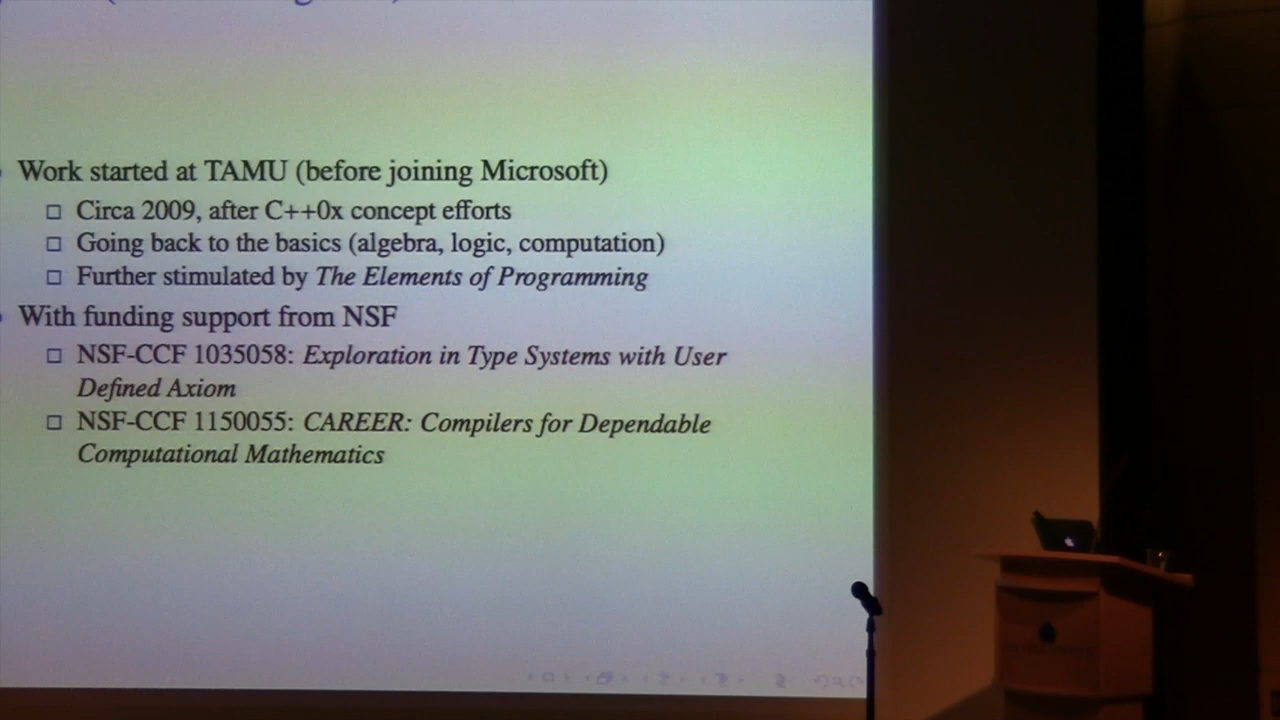 Work started at TAMU (before joining Microsoft)
Circa 2009, after C++0x concept efforts
Going back to the basics (algebra, logic, computation)
Further stimulated by The Elements of Programming
With funding support from NSF
NSF-CCF 1035058: Exploration in Type Systems with User
Defined Axiom
NSF-CCF 1150055: CAREER: Compilers for Dependable
Computational Mathematics